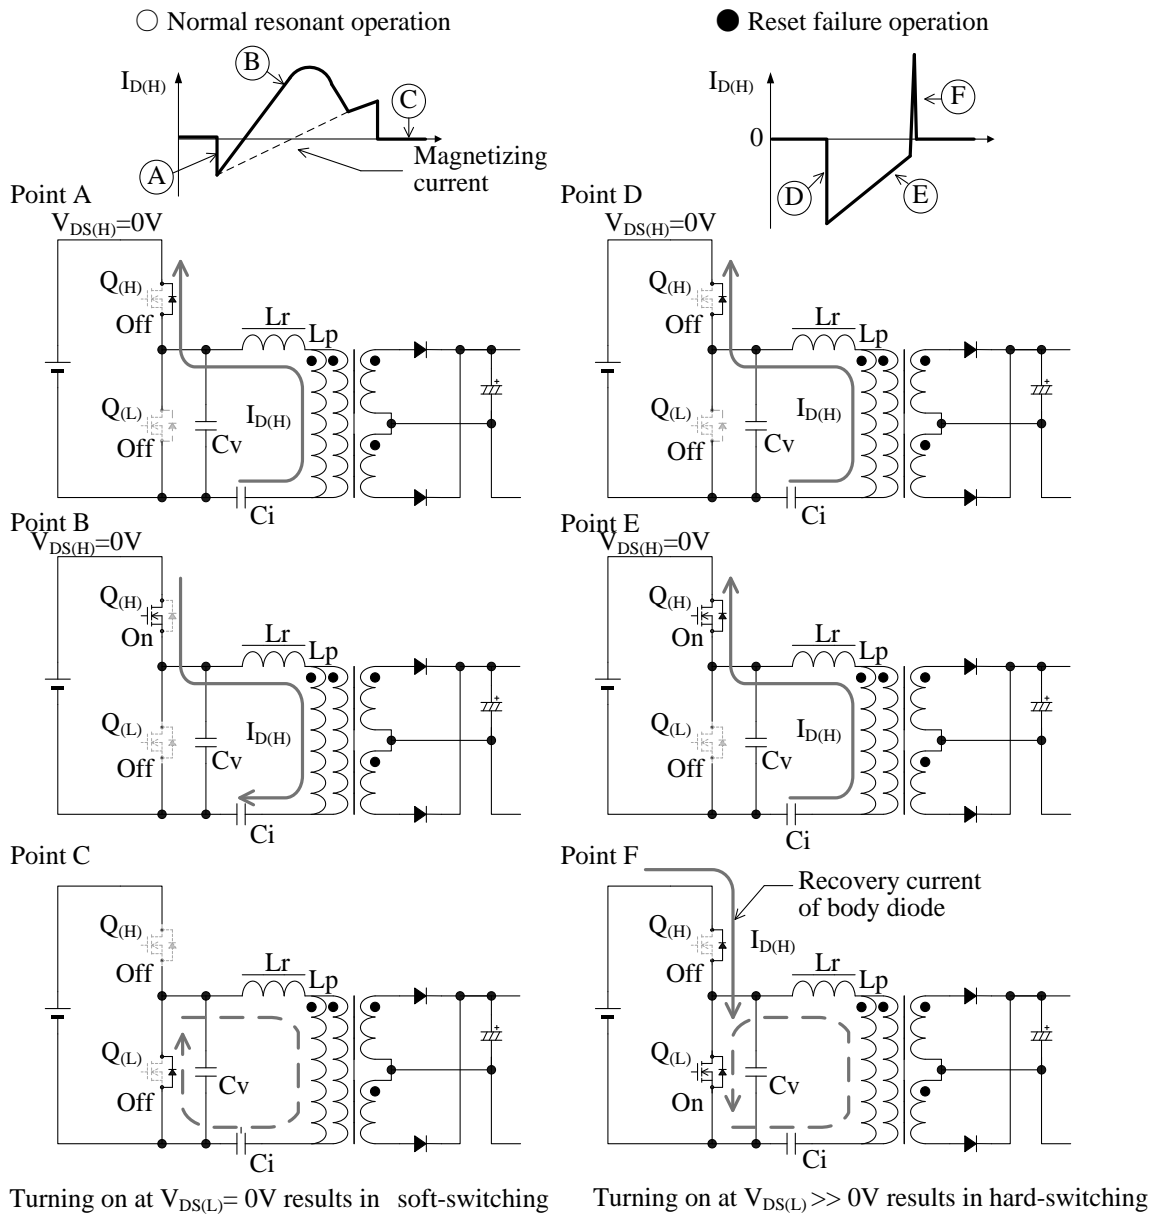 ○ Normal resonant operation
● Reset failure operation
I_D(H)
A
B
C
Magnetizing
current
I_D(H)
0
D
E
F
Point A
V_DS(H)=0V
Q_(H)
Off
Q_(L)
Off
Cv
Lr
Lp
I_D(H)
Ci
+
Point D
V_DS(H)=0V
Q_(H)
Off
Q_(L)
Off
Cv
Lr
Lp
I_D(H)
Ci
+
Point B
V_DS(H)=0V
Q_(H)
On
Q_(L)
Off
Cv
Lr
Lp
I_D(H)
Ci
+
Point E
V_DS(H)=0V
Q_(H)
On
Q_(L)
Off
Cv
Lr
Lp
I_D(H)
Ci
+
Point C
Q_(H)
Off
Q_(L)
Off
Cv
Lr
Lp
Ci
+
Point F
Recovery current
of body diode
I_D(H)
Q_(H)
Off
Q_(L)
On
Cv
Lr
Lp
Ci
+
Turning on at V_DS(L)= 0V results in soft-switching
Turning on at V_DS(L) >> 0V results in hard-switching